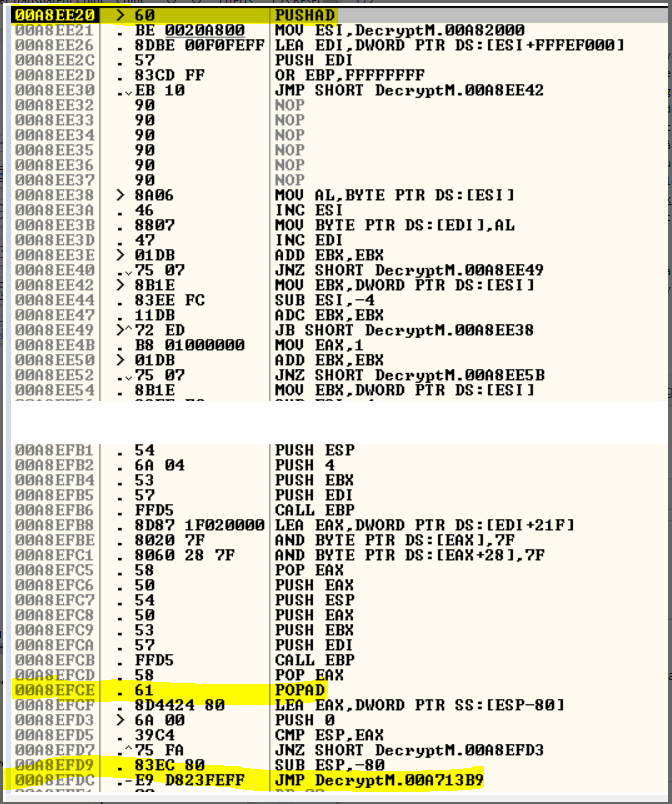 00A8EE20 > 60 PUSHAD
00A8EE21 . BE 0020A800 MOV ESI,DecryptM.00A82000
00A8EE26 . 8DBE 00F0FEFF LEA EDI,DWORD PTR DS:[ESI+FFFEF000]
00A8EE2C . 57 PUSH EDI
00A8EE2D . 83CD FF OR EBP,FFFFFFFF
00A8EE30 .˅EB 10 JMP SHORT DecryptM.00A8EE42
00A8EE32 90 NOP
00A8EE33 90 NOP
00A8EE34 90 NOP
00A8EE35 90 NOP
00A8EE36 90 NOP
00A8EE37 90 NOP
00A8EE38 > 8A06 MOV AL,BYTE PTR DS:[ESI]
00A8EE3A . 46 INC ESI
00A8EE3B . 8807 MOV BYTE PTR DS:[EDI],AL
00A8EE3D . 47 INC EDI
00A8EE3E > 01DB ADD EBX,EBX
00A8EE40 .˅75 07 JNZ SHORT DecryptM.00A8EE49
00A8EE42 > 8B1E MOV EBX,DWORD PTR DS:[ESI]
00A8EE44 . 83EE FC SUB ESI,-4
00A8EE47 . 11DB ADC EBX,EBX
00A8EE49 >^72 ED JB SHORT DecryptM.00A8EE38
00A8EE4B . B8 01000000 MOV EAX,1
00A8EE50 > 01DB ADD EBX,EBX
00A8EE52 .˅75 07 JNZ SHORT DecryptM.00A8EE5B
00A8EE54 . 8B1E MOV EBX,DWORD PTR DS:[ESI]
00A8EFB1 . 54 PUSH ESP
00A8EFB2 . 6A 04 PUSH 4
00A8EFB4 . 53 PUSH EBX
00A8EFB5 . 57 PUSH EDI
00A8EFB6 . FFD5 CALL EBP
00A8EFB8 . 8D87 1F020000 LEA EAX,DWORD PTR DS:[EDI+21F]
00A8EFBE . 8020 7F AND BYTE PTR DS:[EAX],7F
00A8EFC1 . 8060 28 7F AND BYTE PTR DS:[EAX+28],7F
00A8EFC5 . 58 POP EAX
00A8EFC6 . 50 PUSH EAX
00A8EFC7 . 54 PUSH ESP
00A8EFC8 . 50 PUSH EAX
00A8EFC9 . 53 PUSH EBX
00A8EFCA . 57 PUSH EDI
00A8EFCB . FFD5 CALL EBP
00A8EFCD . 58 POP EAX
00A8EFCE . 61 POPAD
00A8EFCF . 8D4424 80 LEA EAX,DWORD PTR SS:[ESP-80]
00A8EFD3 > 6A 00 PUSH 0
00A8EFD5 . 39C4 CMP ESP,EAX
00A8EFD7 .^75 FA JNZ SHORT DecryptM.00A8EFD3
00A8EFD9 . 83EC 80 SUB ESP,-80
00A8EFDC .-E9 D823FEFF JMP DecryptM.00A713B9